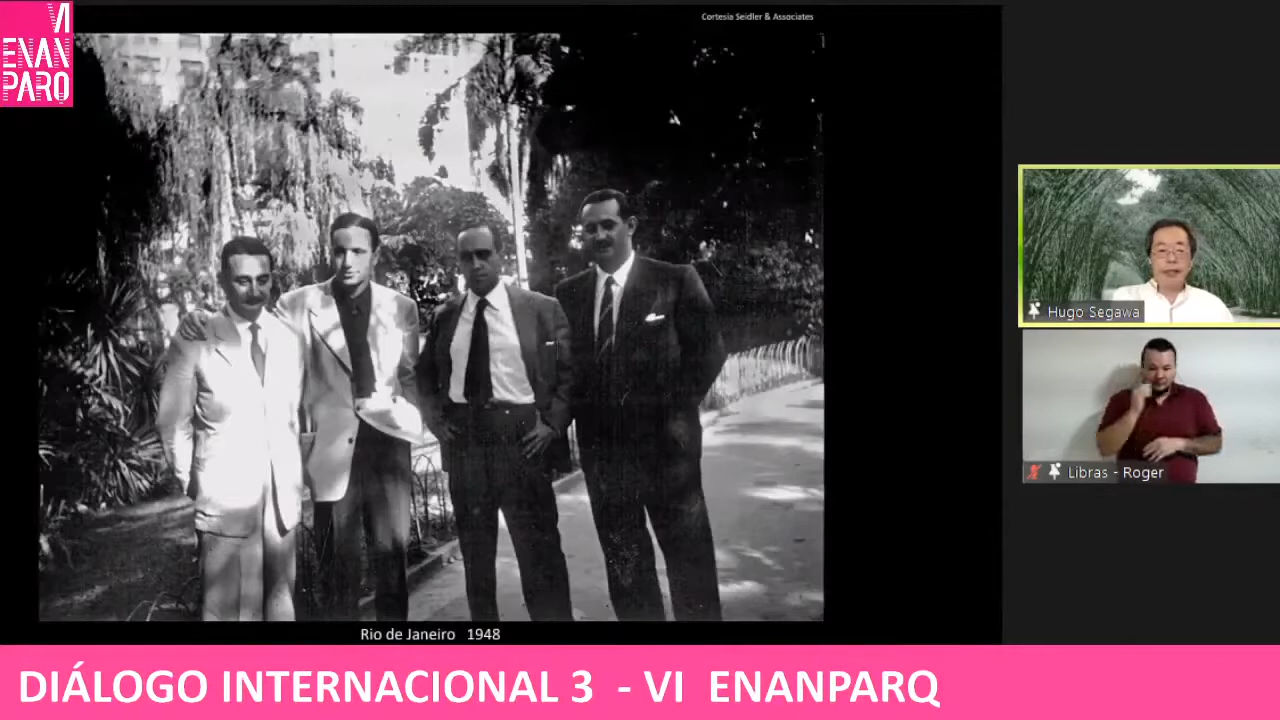 VI
ENAN
PARQ
Cortesia Seidler & Associates
Rio de Janeiro 1948
Hugo Segawa
Libras - Roger
DIÁLOGO INTERNACIONAL 3 - VI ENANPARQ